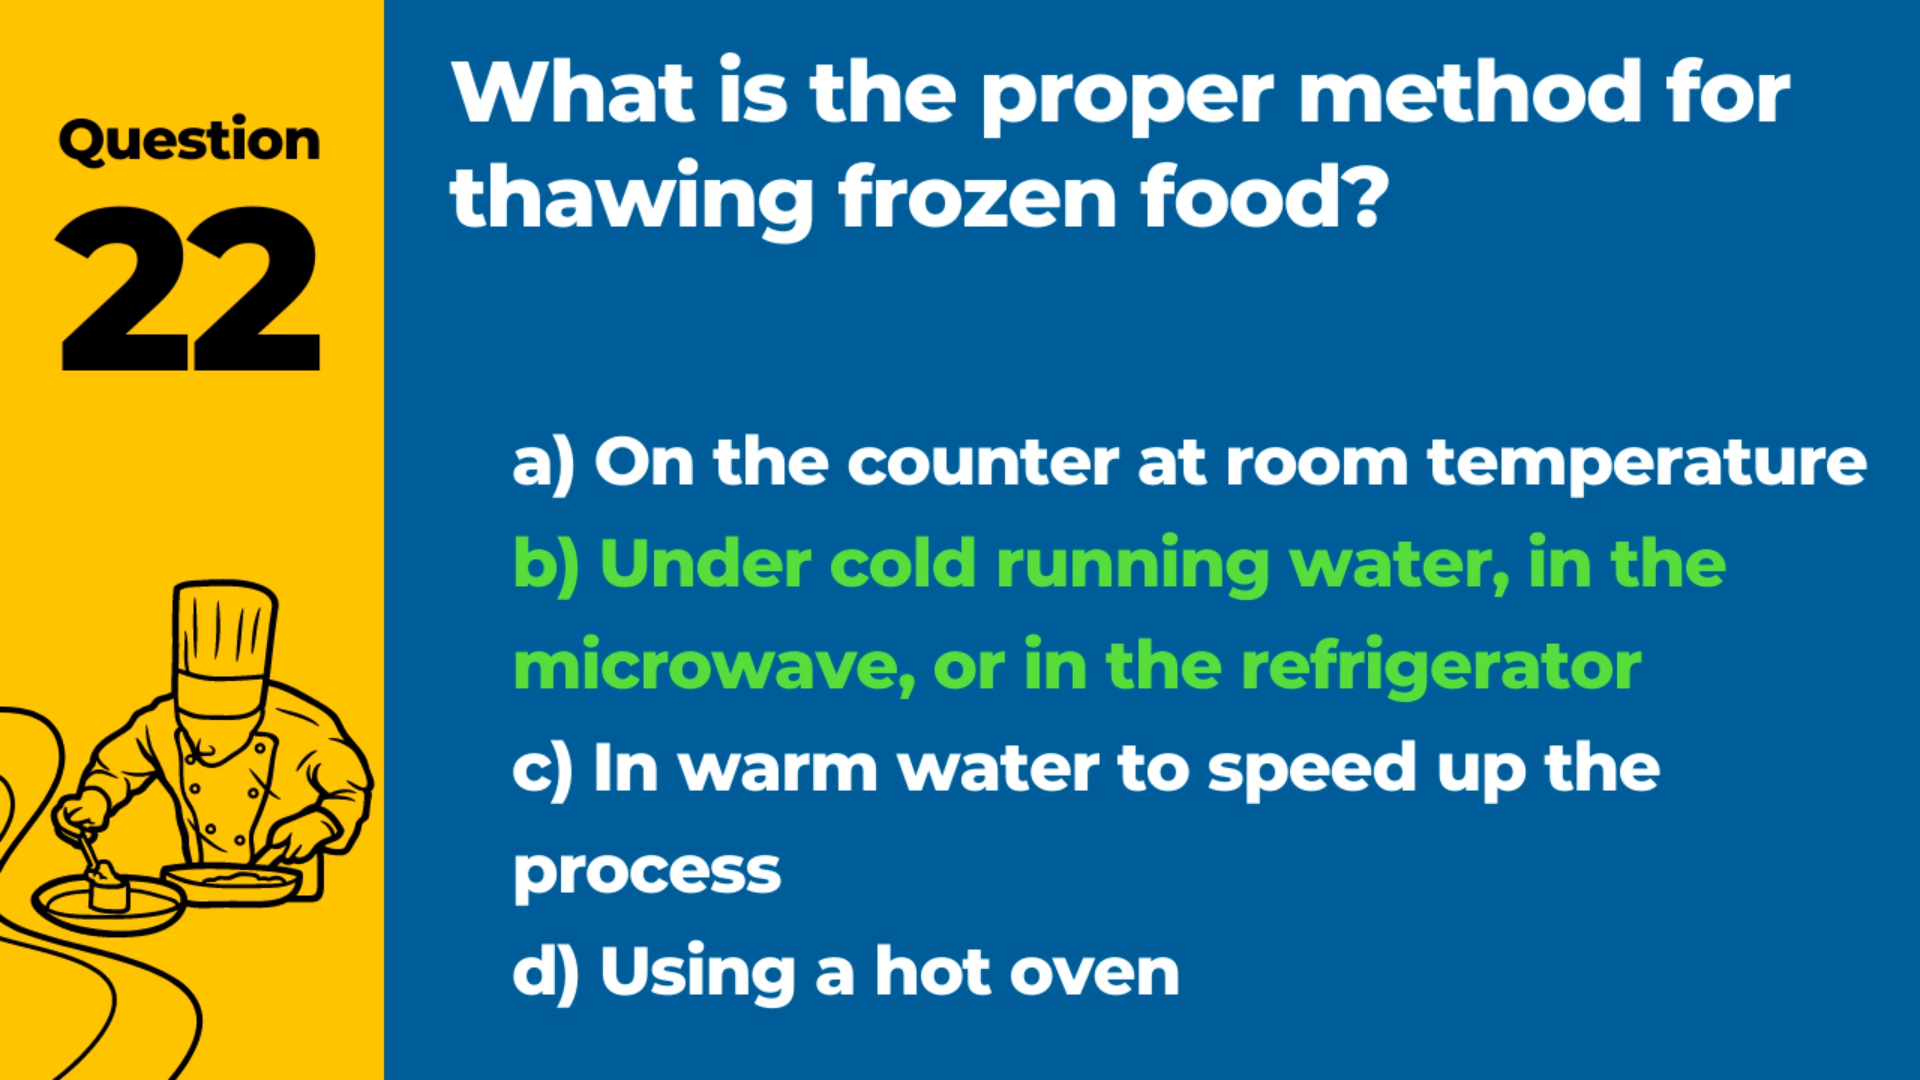 Question
22
What is the proper method for
thawing frozen food?
a) On the counter at room temperature
b) Under cold running water, in the
microwave, or in the refrigerator
c) In warm water to speed up the
process
d) Using a hot oven